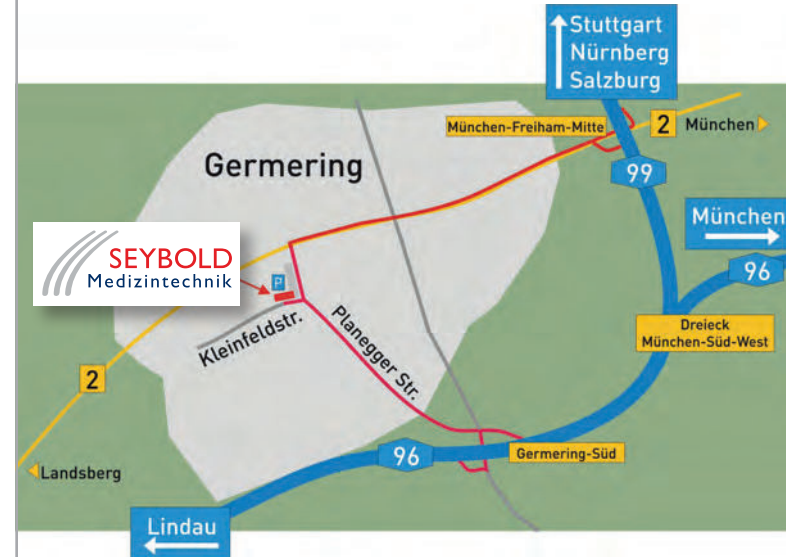 Stuttgart
Nürnberg
Salzburg
München-Freiham-Mitte
2
München
Germering
99
München
SEYBOLD
Medizintechnik
P
96
Kleinfeldstr.
Planegger Str.
Dreieck
München-Süd-West
2
96
Germering-Süd
Landsberg
Lindau